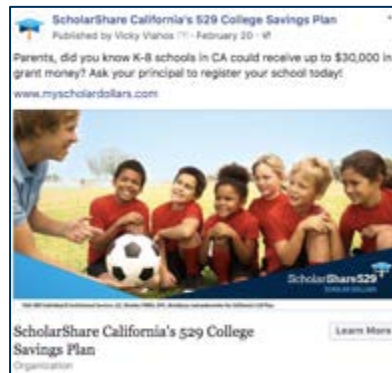 ScholarShare California's 529 College Savings Plan
Published by Vicky Vlahos · February 20
Parents, did you know K-8 schools in CA could receive up to $30,000 in
grant money? Ask your principal to register your school today!
www.myscholardollars.com
ScholarShare529
SCHOLAR DOLLARS
ScholarShare California's 529 College
Savings Plan
Learn More
Organization